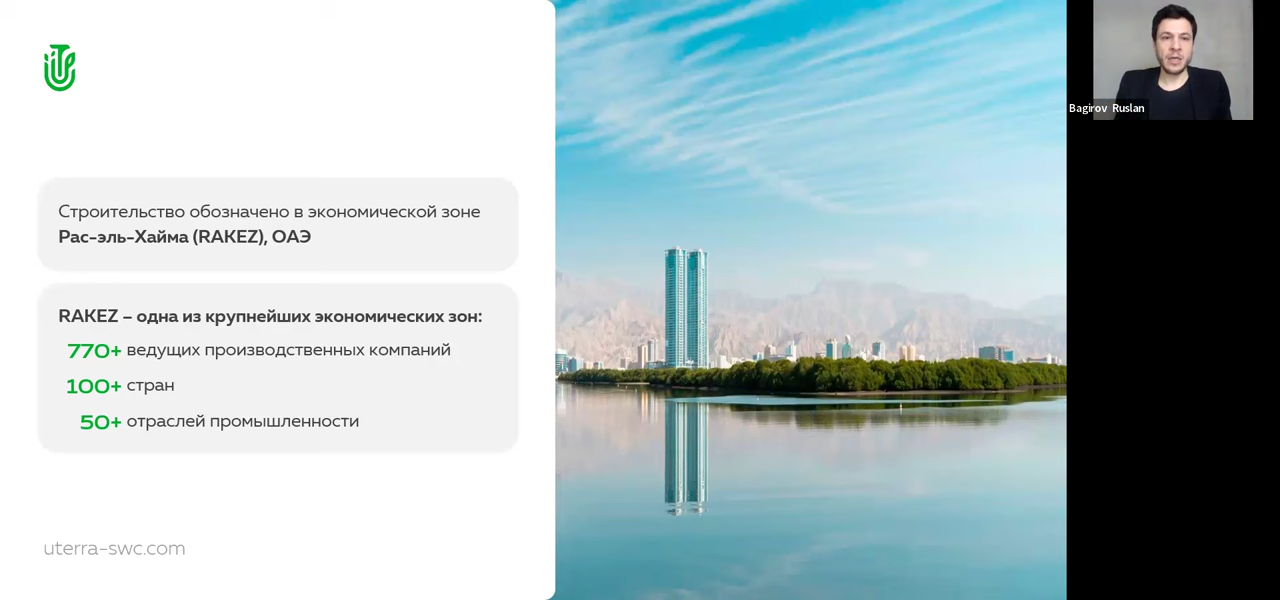 Строительство обозначено в экономической зоне
Рас-эль-Хайма (RAKEZ), ОАЭ
RAKEZ – одна из крупнейших экономических зон:
770+ ведущих производственных компаний
100+ стран
50+ отраслей промышленности
uterra-swc.com
Bagirov Ruslan